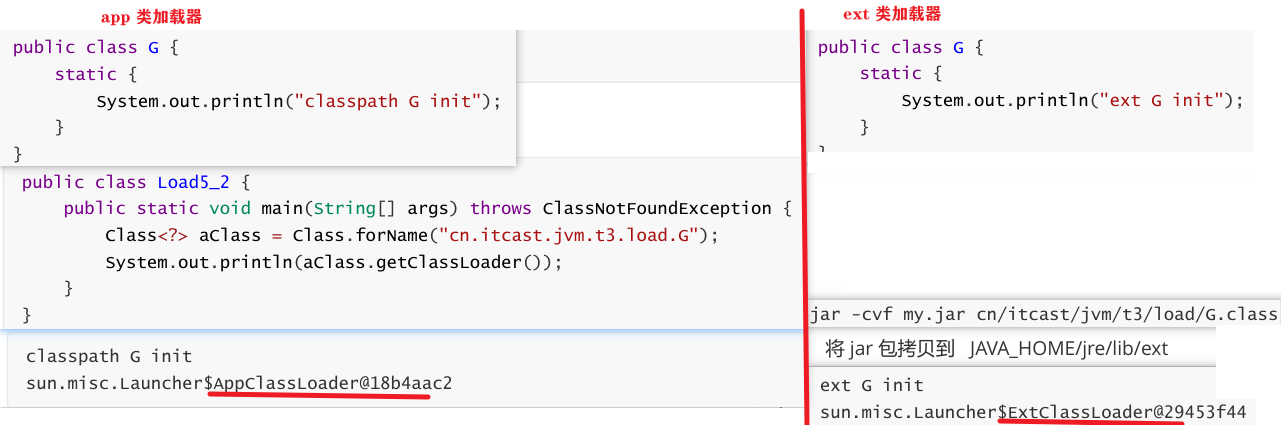 app 类加载器
public class G {
static {
System.out.println("classpath G init");
}
}
public class Load5_2 {
public static void main(String[] args) throws ClassNotFoundException {
Class<?> aClass = Class.forName("cn.itcast.jvm.t3.load.G");
System.out.println(aClass.getClassLoader());
}
}
classpath G init
sun.misc.Launcher$AppClassLoader@18b4aac2
ext 类加载器
public class G {
static {
System.out.println("ext G init");
}
}
jar -cvf my.jar cn/itcast/jvm/t3/load/G.class
将 jar 包拷贝到 JAVA_HOME/jre/lib/ext
ext G init
sun.misc.Launcher$ExtClassLoader@29453f44